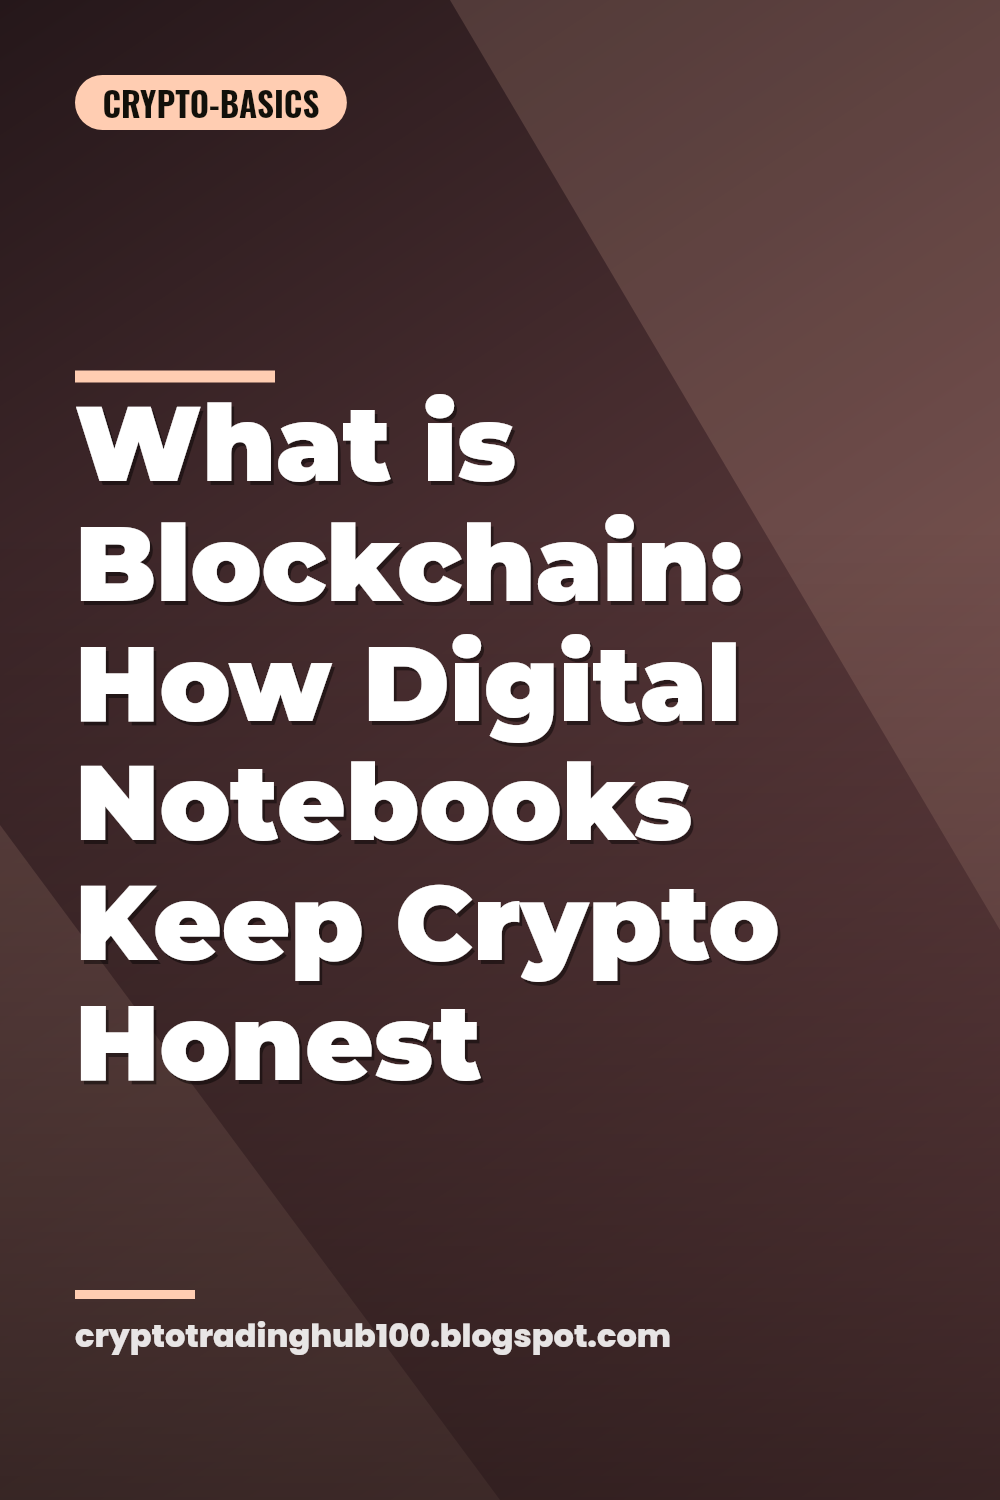 CRYPTO-BASICS
What is
Blockchain:
How Digital
Notebooks
Keep Crypto
Honest
cryptotradinghub100.blogspot.com